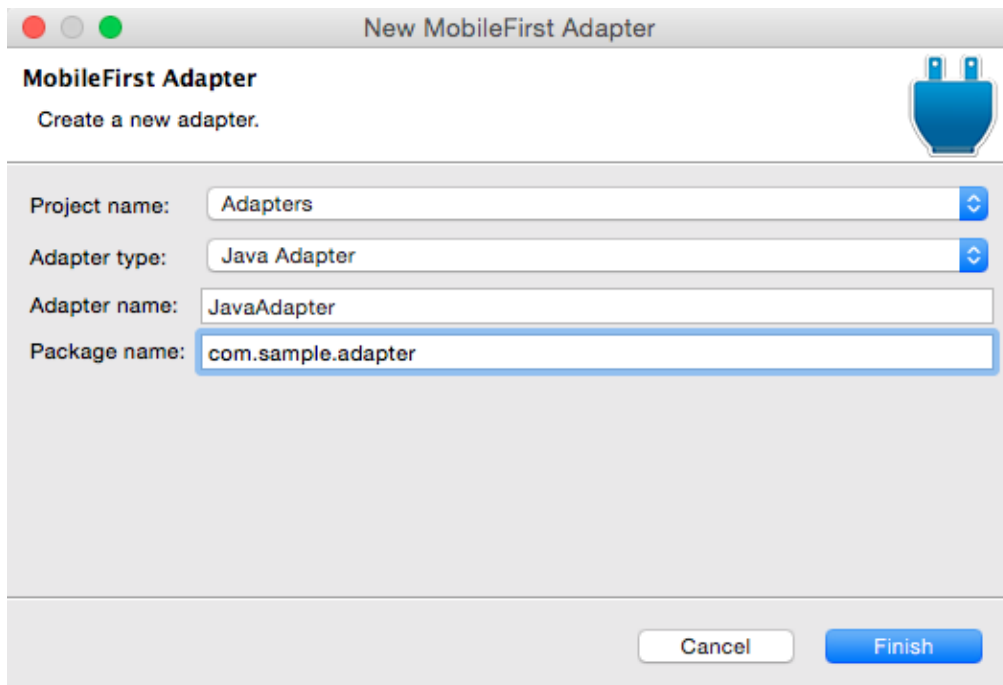 New MobileFirst Adapter
MobileFirst Adapter
Create a new adapter.
Project name: Adapters
Adapter type: Java Adapter
Adapter name: JavaAdapter
Package name: com.sample.adapter
Cancel Finish